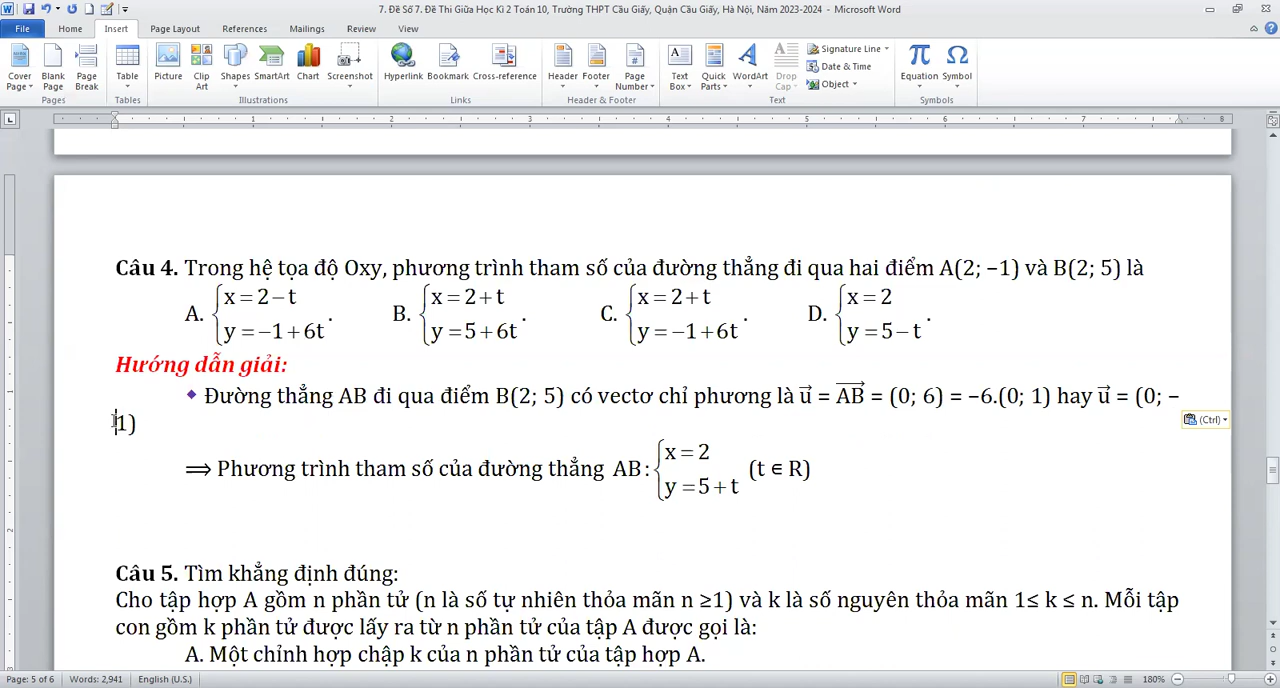 7. Đề Số 7. Đề Thi Giữa Học Kì 2 Toán 10, Trường THPT Cầu Giấy, Quận Cầu Giấy, Hà Nội, Năm 2023-2024 - Microsoft Word
File Home Insert Page Layout References Mailings Review View
Cover Page Blank Page Page Break Table Picture Clip Art Shapes SmartArt Chart Screenshot Hyperlink Bookmark Cross-reference Header Footer Page Number Text Box Quick Parts WordArt Drop Cap Signature Line Date & Time Object Equation Symbol
Pages Tables Illustrations Links Header & Footer Text Symbols
1 2 3 4 5 6 7 8
Câu 4. Trong hệ tọa độ Oxy, phương trình tham số của đường thẳng đi qua hai điểm A(2; −1) và B(2; 5) là
A. {x = 2 − t  B. {x = 2 + t  C. {x = 2 + t  D. {x = 2
y = −1 + 6t .  y = 5 + 6t .  y = −1 + 6t .  y = 5 − t .
Hướng dẫn giải:
❖ Đường thẳng AB đi qua điểm B(2; 5) có vectơ chỉ phương là u⃗ = AB⃗ = (0; 6) = −6.(0; 1) hay u⃗ = (0; −
1)
(Ctrl)
⟹ Phương trình tham số của đường thẳng AB: {x = 2
y = 5 + t (t ∈ R)
Câu 5. Tìm khẳng định đúng:
Cho tập hợp A gồm n phần tử (n là số tự nhiên thỏa mãn n ≥1) và k là số nguyên thỏa mãn 1≤ k ≤ n. Mỗi tập
con gồm k phần tử được lấy ra từ n phần tử của tập A được gọi là:
A. Một chỉnh hợp chập k của n phần tử của tập hợp A.
Page: 5 of 6 Words: 2,941 English (U.S.) 180%